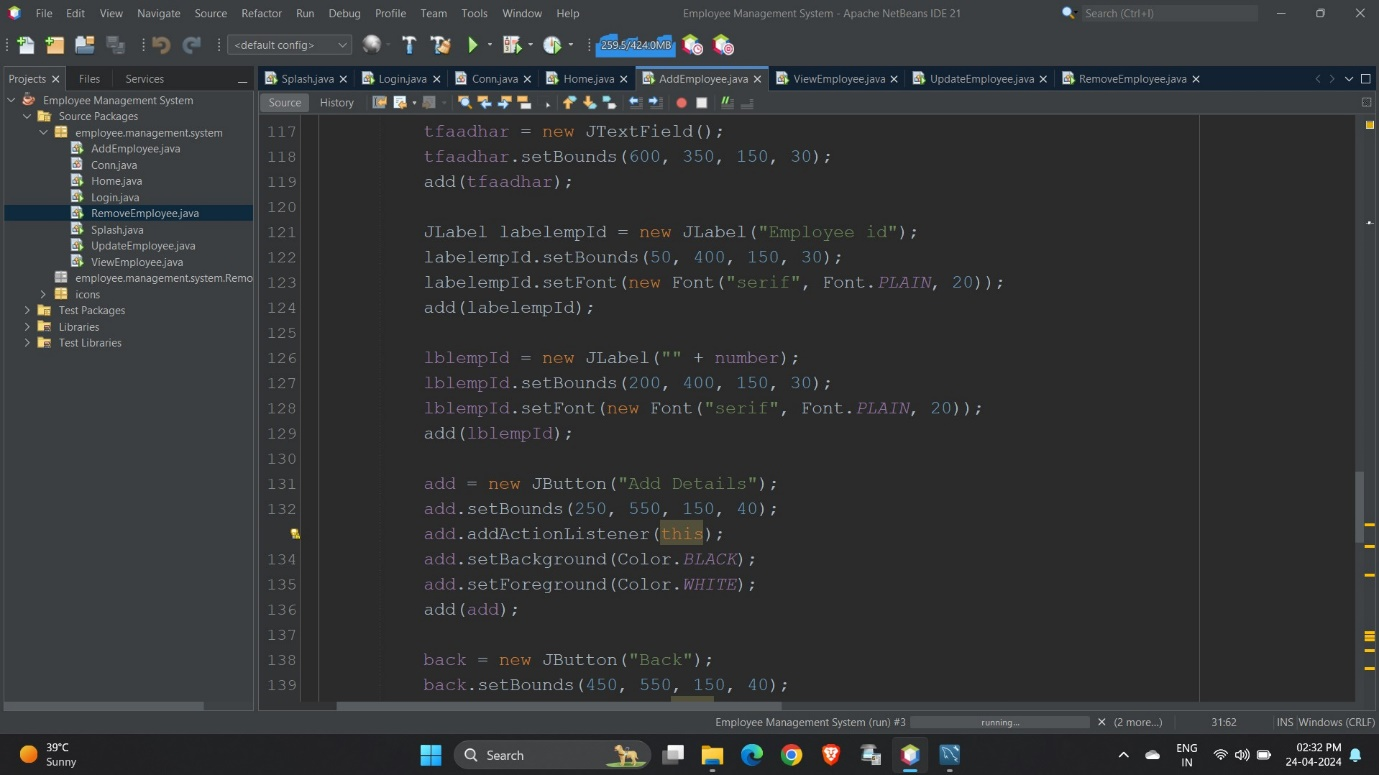 File Edit View Navigate Source Refactor Run Debug Profile Team Tools Window Help
Employee Management System - Apache NetBeans IDE 21
Search (Ctrl+I)
<default config>
259.5/424.0MB
Projects Files Services
Splash.java Login.java Conn.java Home.java AddEmployee.java ViewEmployee.java UpdateEmployee.java RemoveEmployee.java
Source History
Employee Management System
Source Packages
employee.management.system
AddEmployee.java
Conn.java
Home.java
Login.java
RemoveEmployee.java
Splash.java
UpdateEmployee.java
ViewEmployee.java
employee.management.system.Remo
icons
Test Packages
Libraries
Test Libraries
117 tfaadhar = new JTextField();
118 tfaadhar.setBounds(600, 350, 150, 30);
119 add(tfaadhar);
120
121 JLabel labelempId = new JLabel("Employee id");
122 labelempId.setBounds(50, 400, 150, 30);
123 labelempId.setFont(new Font("serif", Font.PLAIN, 20));
124 add(labelempId);
125
126 lblempId = new JLabel("" + number);
127 lblempId.setBounds(200, 400, 150, 30);
128 lblempId.setFont(new Font("serif", Font.PLAIN, 20));
129 add(lblempId);
130
131 add = new JButton("Add Details");
132 add.setBounds(250, 550, 150, 40);
add.addActionListener(this);
134 add.setBackground(Color.BLACK);
135 add.setForeground(Color.WHITE);
136 add(add);
137
138 back = new JButton("Back");
139 back.setBounds(450, 550, 150, 40);
Employee Management System (run) #3 running... (2 more...) 31:62 INS Windows (CRLF)
39°C
Sunny
Search
ENG
IN
02:32 PM
24-04-2024